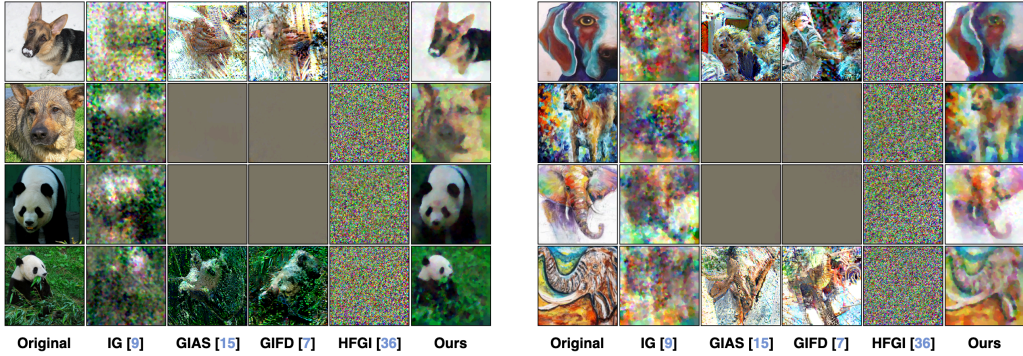 Original IG [9] GIAS [15] GIFD [7] HFGI [36] Ours Original IG [9] GIAS [15] GIFD [7] HFGI [36] Ours